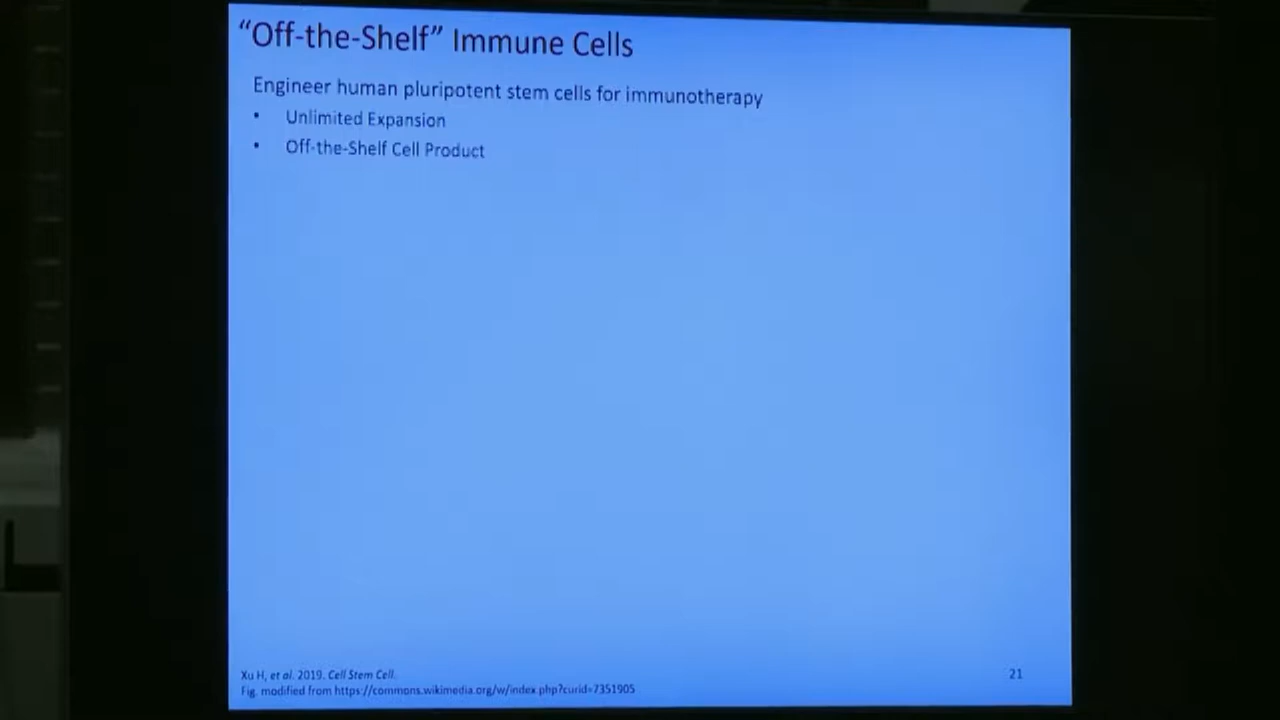 “Off-the-Shelf” Immune Cells
Engineer human pluripotent stem cells for immunotherapy
• Unlimited Expansion
• Off-the-Shelf Cell Product
Xu H, et al. 2019. Cell Stem Cell.
Fig. modified from https://commons.wikimedia.org/w/index.php?curid=7351905
21